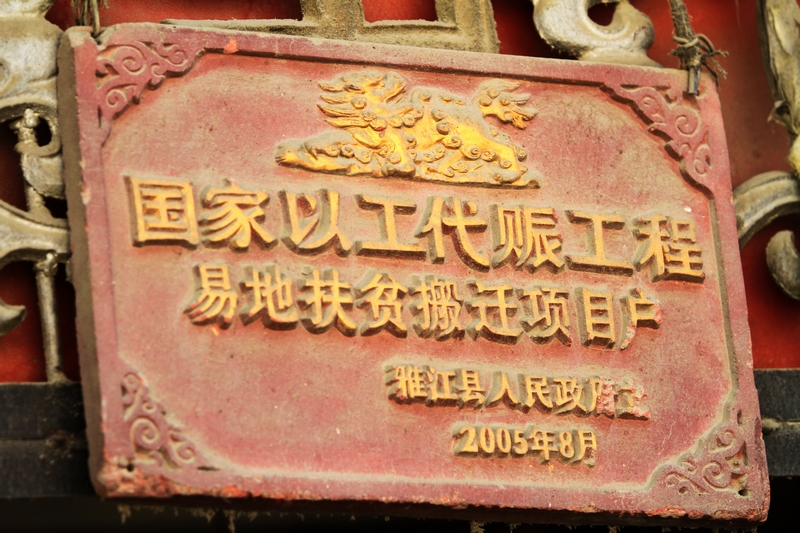 国家以工代赈工程
易地扶贫搬迁项目户
雅江县人民政府立
2005年8月